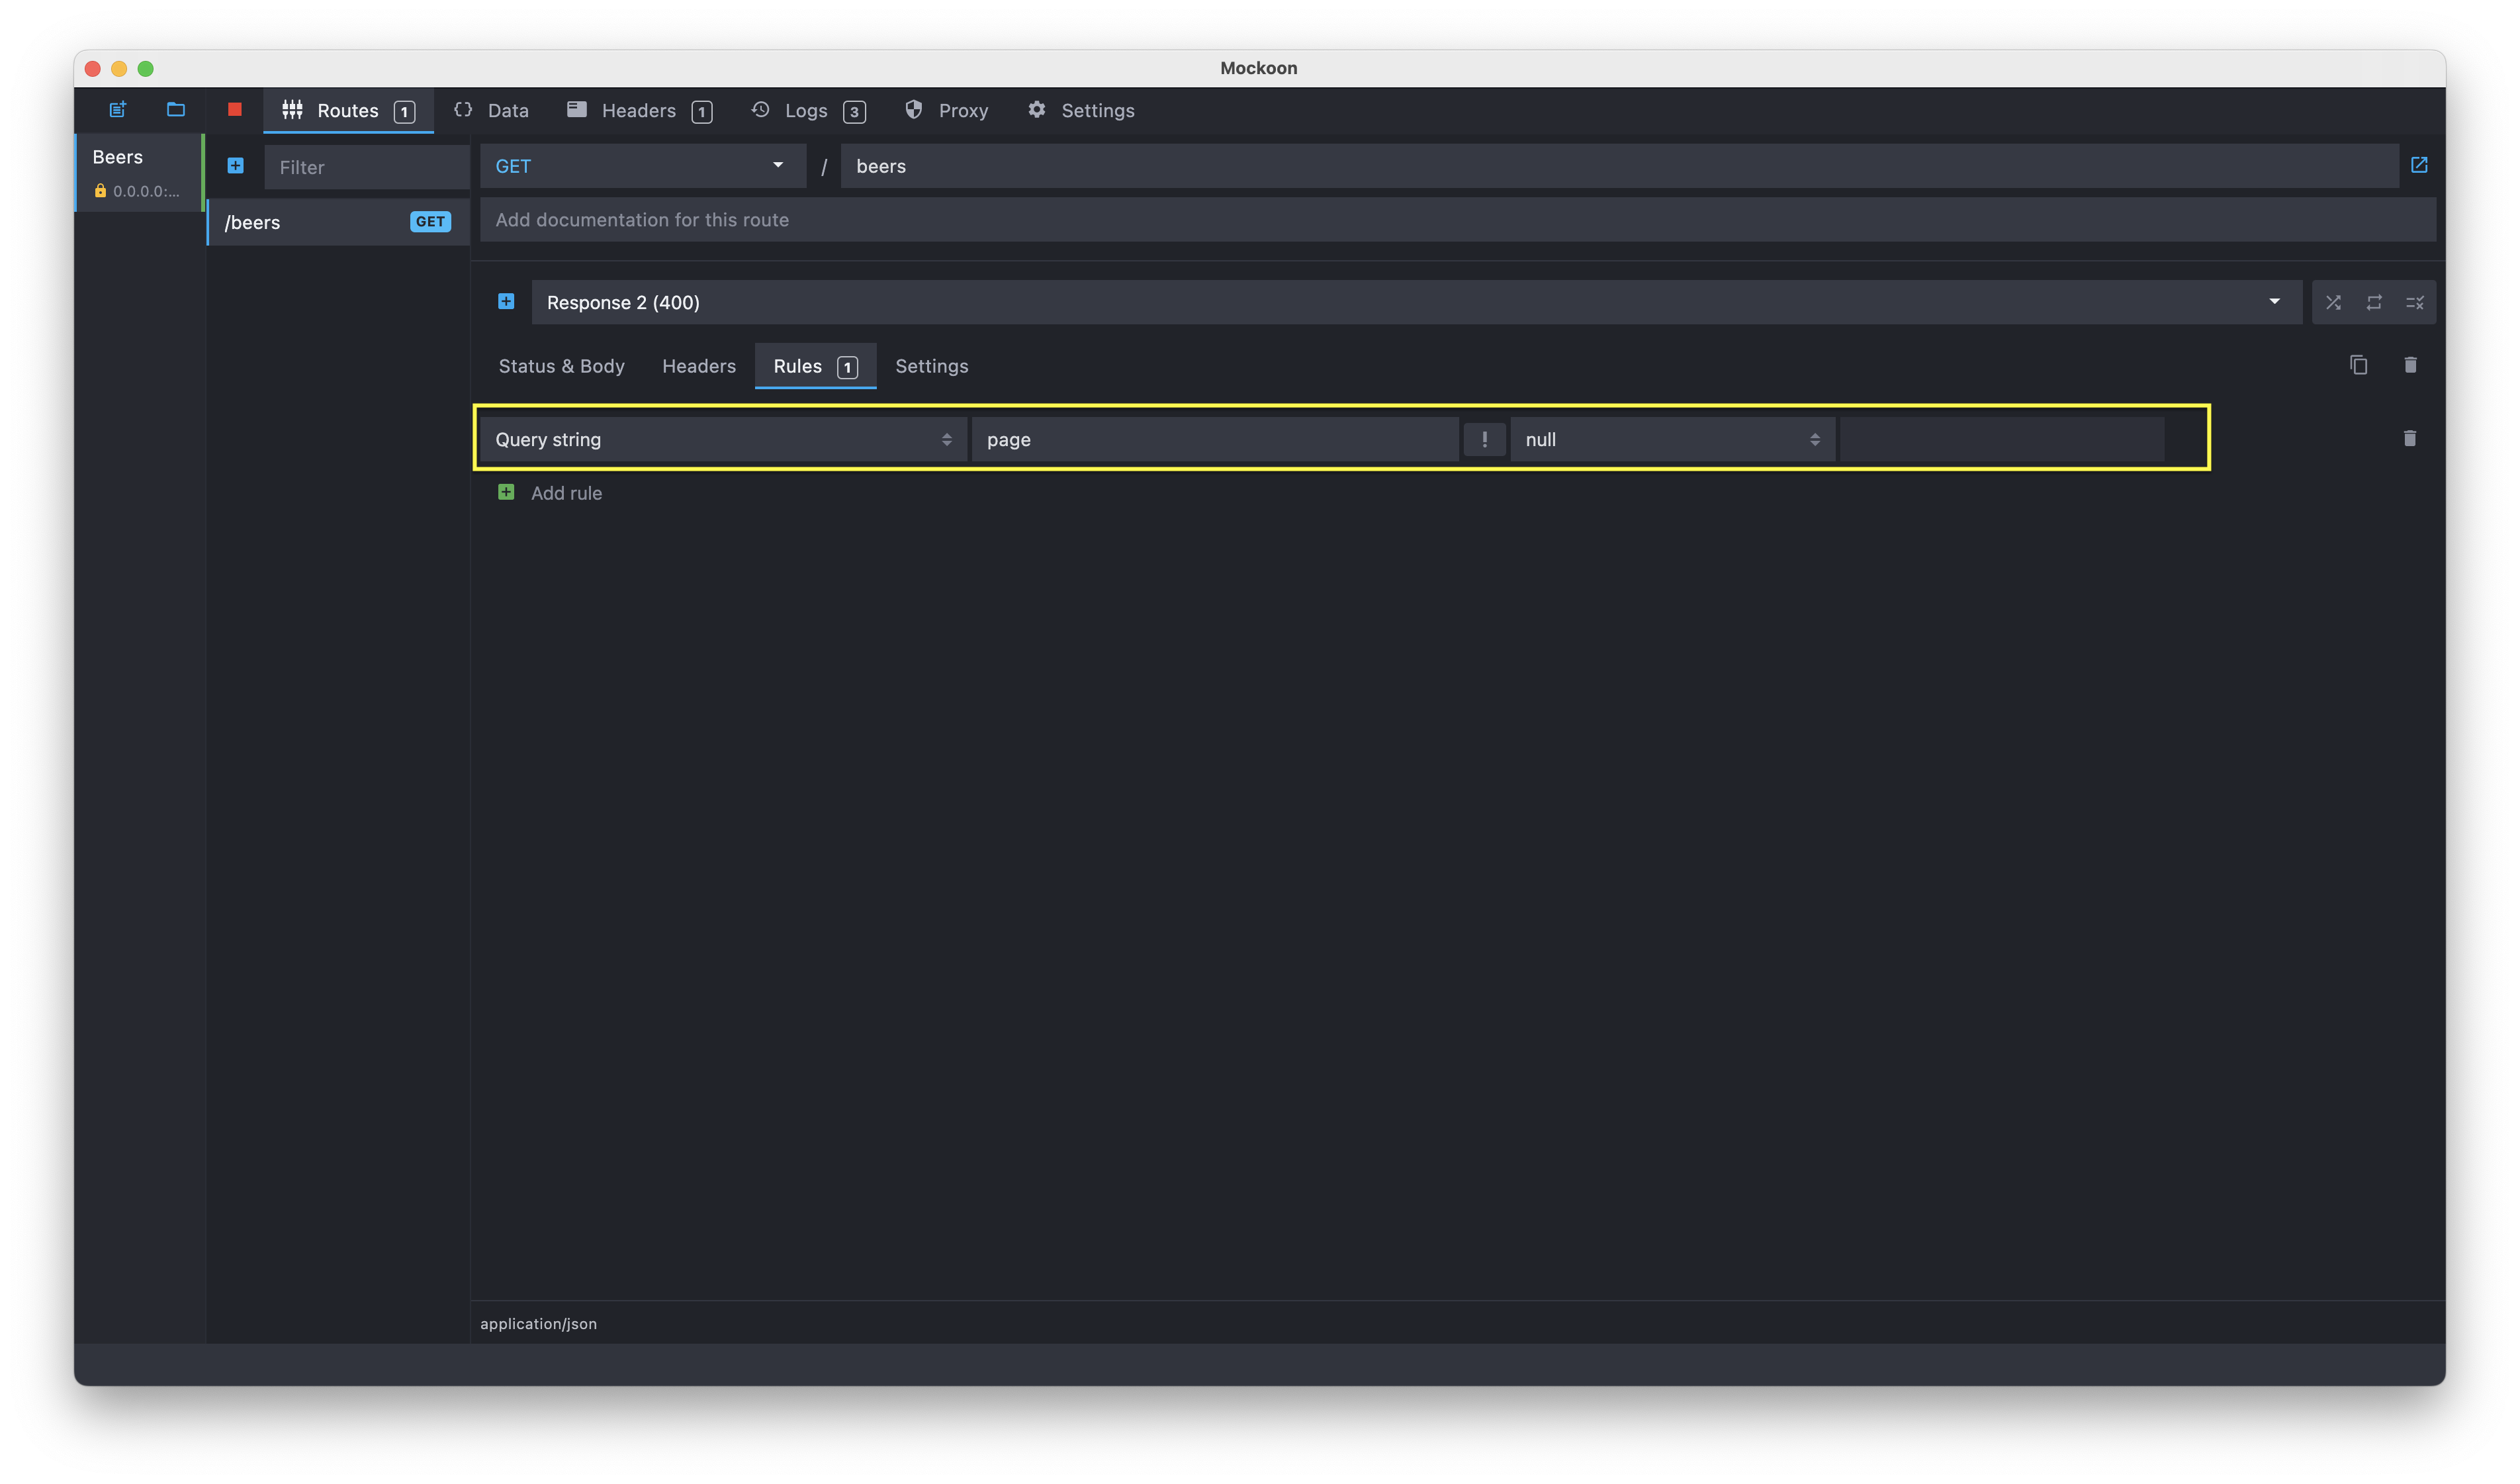 Mockoon
Routes 1 Data Headers 1 Logs 3 Proxy Settings
Beers
0.0.0.0:...
Filter
/beers GET
GET / beers
Add documentation for this route
Response 2 (400)
Status & Body Headers Rules 1 Settings
Query string page ! null
Add rule
application/json